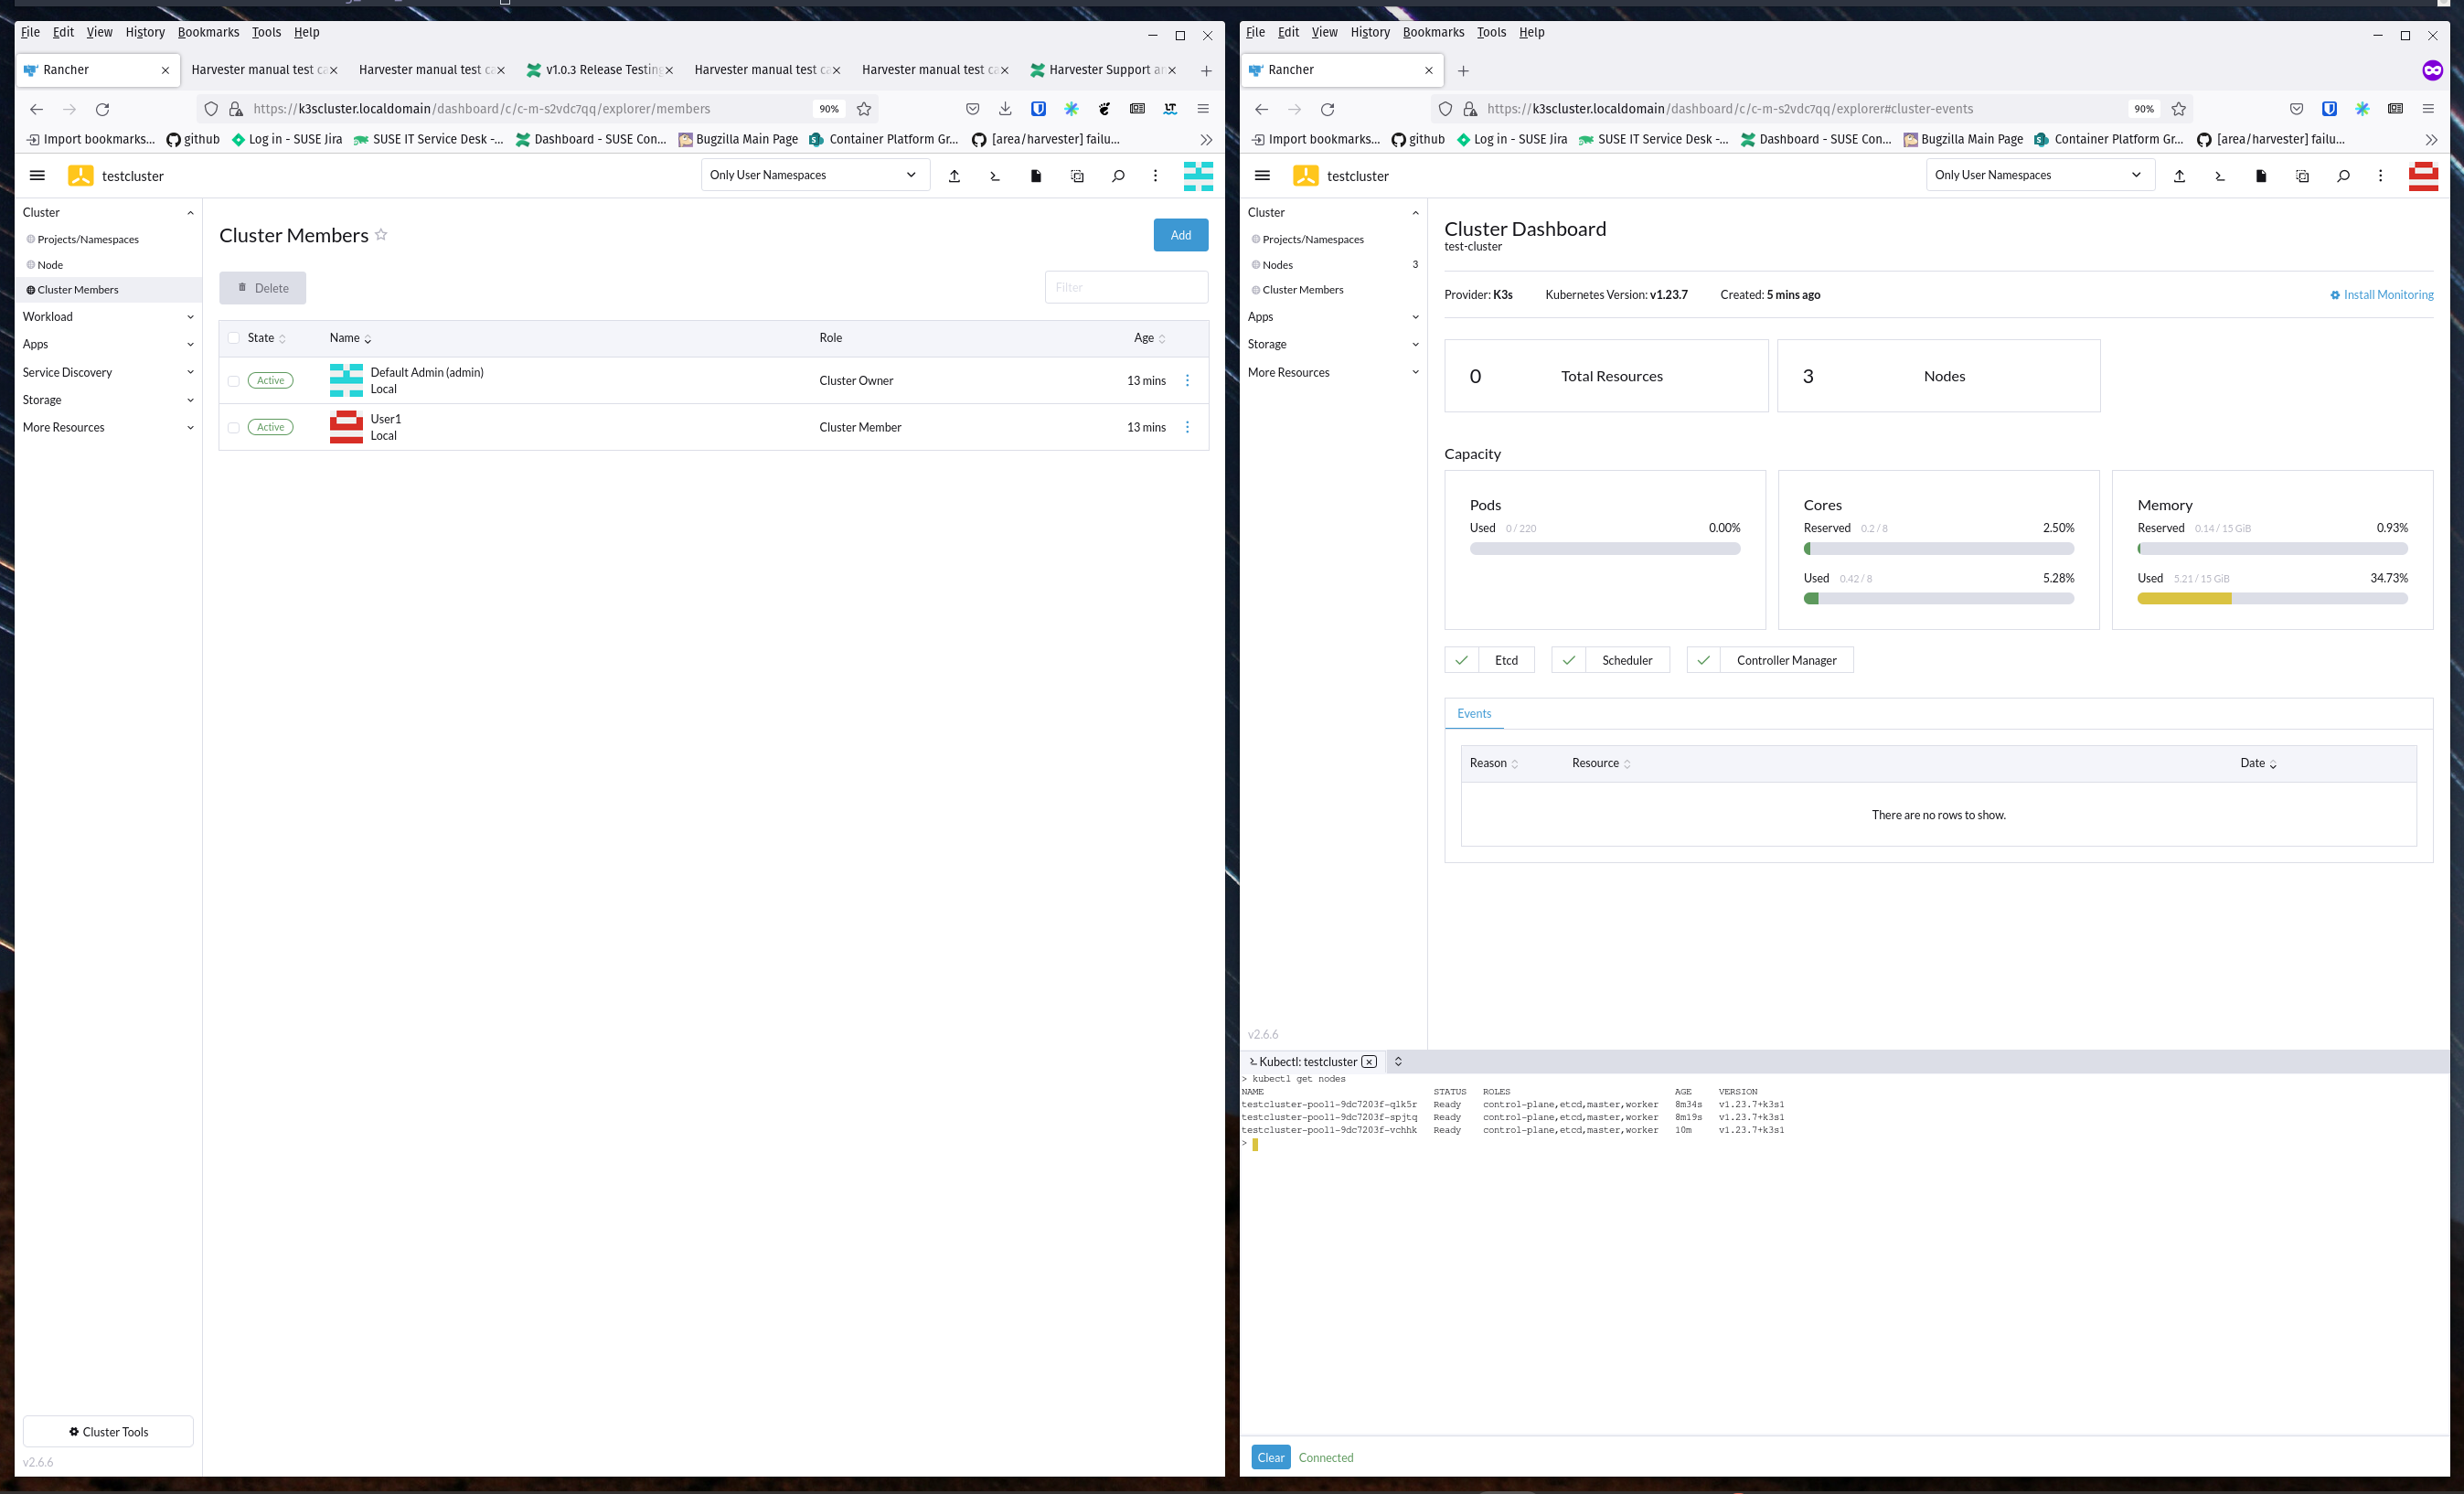 File Edit View History Bookmarks Tools Help
Rancher
Harvester manual test ca
Harvester manual test ca
v1.0.3 Release Testing
Harvester manual test ca
Harvester manual test ca
Harvester Support an
https://k3scluster.localdomain/dashboard/c/c-m-s2vdc7qq/explorer/members 90%
Import bookmarks... github Log in - SUSE Jira SUSE IT Service Desk -... Dashboard - SUSE Con... Bugzilla Main Page Container Platform Gr... [area/harvester] failu...
testcluster
Only User Namespaces
Cluster
Projects/Namespaces
Node
Cluster Members
Workload
Apps
Service Discovery
Storage
More Resources
Cluster Members
Add
Delete
Filter
State Name Role Age
Active Default Admin (admin) Cluster Owner 13 mins
Local
Active User1 Cluster Member 13 mins
Local
Cluster Tools
v2.6.6
File Edit View History Bookmarks Tools Help
Rancher
https://k3scluster.localdomain/dashboard/c/c-m-s2vdc7qq/explorer#cluster-events 90%
Import bookmarks... github Log in - SUSE Jira SUSE IT Service Desk -... Dashboard - SUSE Con... Bugzilla Main Page Container Platform Gr... [area/harvester] failu...
testcluster
Only User Namespaces
Cluster
Projects/Namespaces
Nodes 3
Cluster Members
Apps
Storage
More Resources
v2.6.6
Cluster Dashboard
test-cluster
Provider: K3s Kubernetes Version: v1.23.7 Created: 5 mins ago Install Monitoring
0 Total Resources
3 Nodes
Capacity
Pods
Used 0 / 220 0.00%
Cores
Reserved 0.2 / 8 2.50%
Used 0.42 / 8 5.28%
Memory
Reserved 0.14 / 15 GiB 0.93%
Used 5.21 / 15 GiB 34.73%
Etcd Scheduler Controller Manager
Events
Reason Resource Date
There are no rows to show.
Kubectl: testcluster
> kubectl get nodes
NAME STATUS ROLES AGE VERSION
testcluster-pool1-9dc7203f-qlk5r Ready control-plane,etcd,master,worker 8m34s v1.23.7+k3s1
testcluster-pool1-9dc7203f-spjtq Ready control-plane,etcd,master,worker 8m19s v1.23.7+k3s1
testcluster-pool1-9dc7203f-vchhk Ready control-plane,etcd,master,worker 10m v1.23.7+k3s1
>
Clear Connected